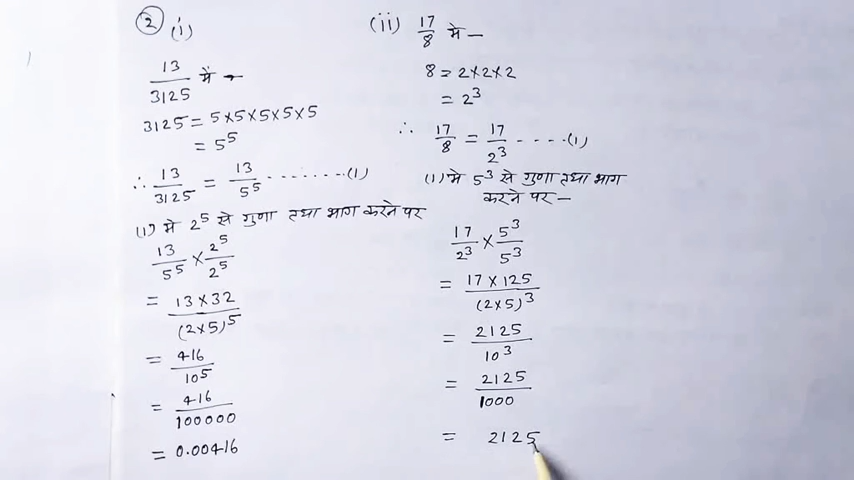 ② (i)
13/3125 में -
3125 = 5×5×5×5×5
= 5⁵
∴ 13/3125 = 13/5⁵ ......(1)
(1) मे 2⁵ से गुणा तथा भाग करने पर
13/5⁵ × 2⁵/2⁵
= 13×32/(2×5)⁵
= 416/10⁵
= 416/100000
= 0.00416
(ii) 17/8 मे —
8 = 2×2×2
= 2³
∴ 17/8 = 17/2³ ....(1)
(1) मे 5³ से गुणा तथा भाग
करने पर —
17/2³ × 5³/5³
= 17×125/(2×5)³
= 2125/10³
= 2125/1000
= 2125